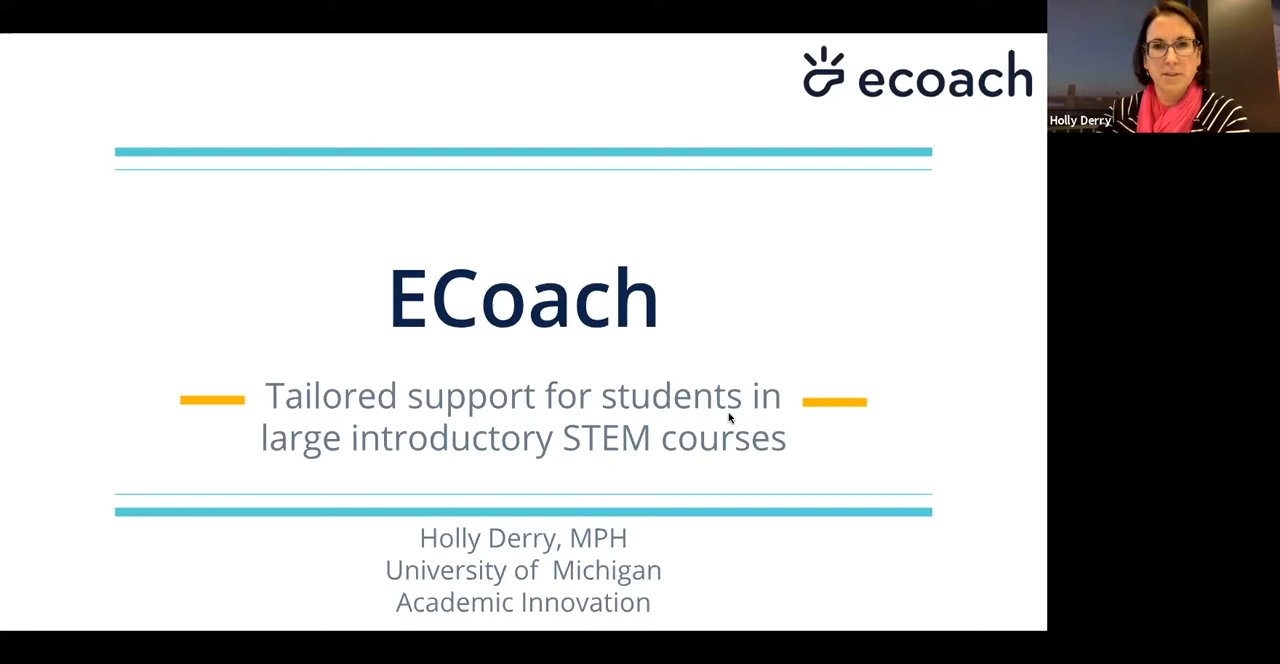 ecoach
Holly Derry
ECoach
Tailored support for students in
large introductory STEM courses
Holly Derry, MPH
University of  Michigan
Academic Innovation